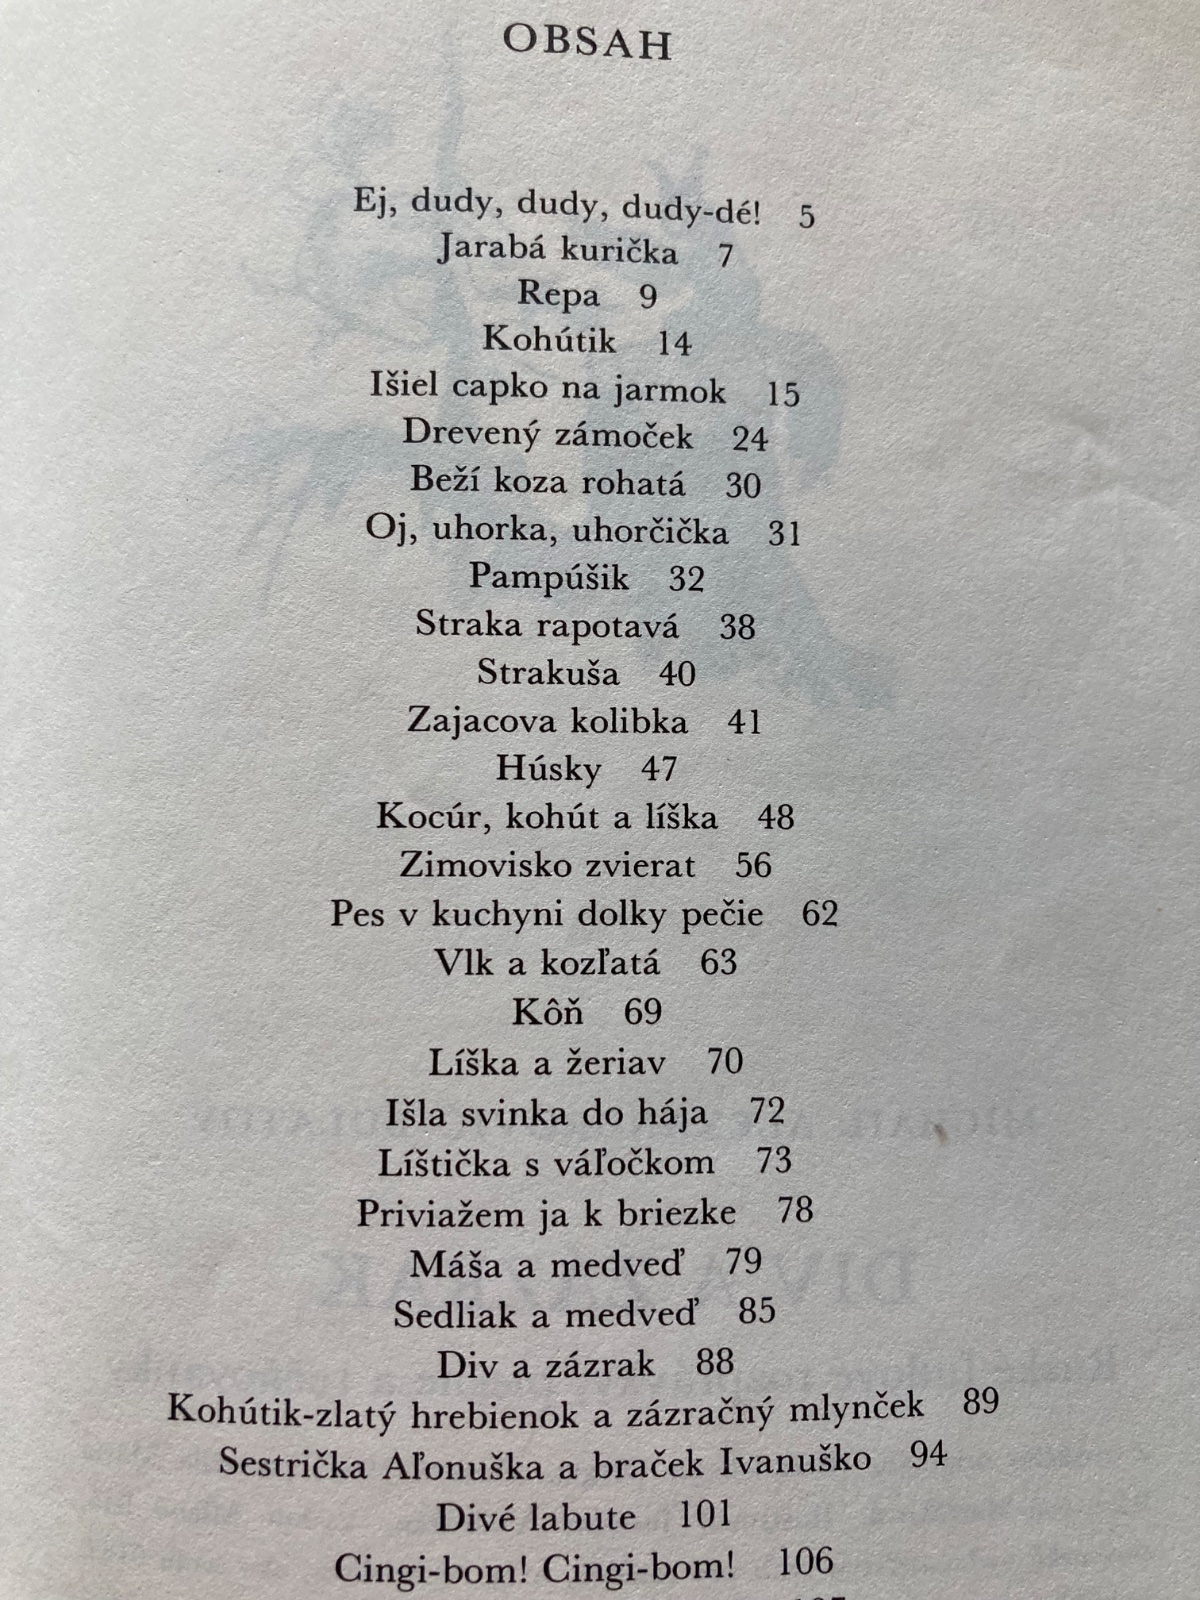 OBSAH
Ej, dudy, dudy, dudy-dé! 5
Jarabá kurička 7
Repa 9
Kohútik 14
Išiel capko na jarmok 15
Drevený zámoček 24
Beží koza rohatá 30
Oj, uhorka, uhorčička 31
Pampúšik 32
Straka rapotavá 38
Strakuša 40
Zajacova kolibka 41
Húsky 47
Kocúr, kohút a líška 48
Zimovisko zvierat 56
Pes v kuchyni dolky pečie 62
Vlk a kozľatá 63
Kôň 69
Líška a žeriav 70
Išla svinka do hája 72
Líštička s váľočkom 73
Priviažem ja k briezke 78
Máša a medveď 79
Sedliak a medveď 85
Div a zázrak 88
Kohútik-zlatý hrebienok a zázračný mlynček 89
Sestrička Aľonuška a braček Ivanuško 94
Divé labute 101
Cingi-bom! Cingi-bom! 106